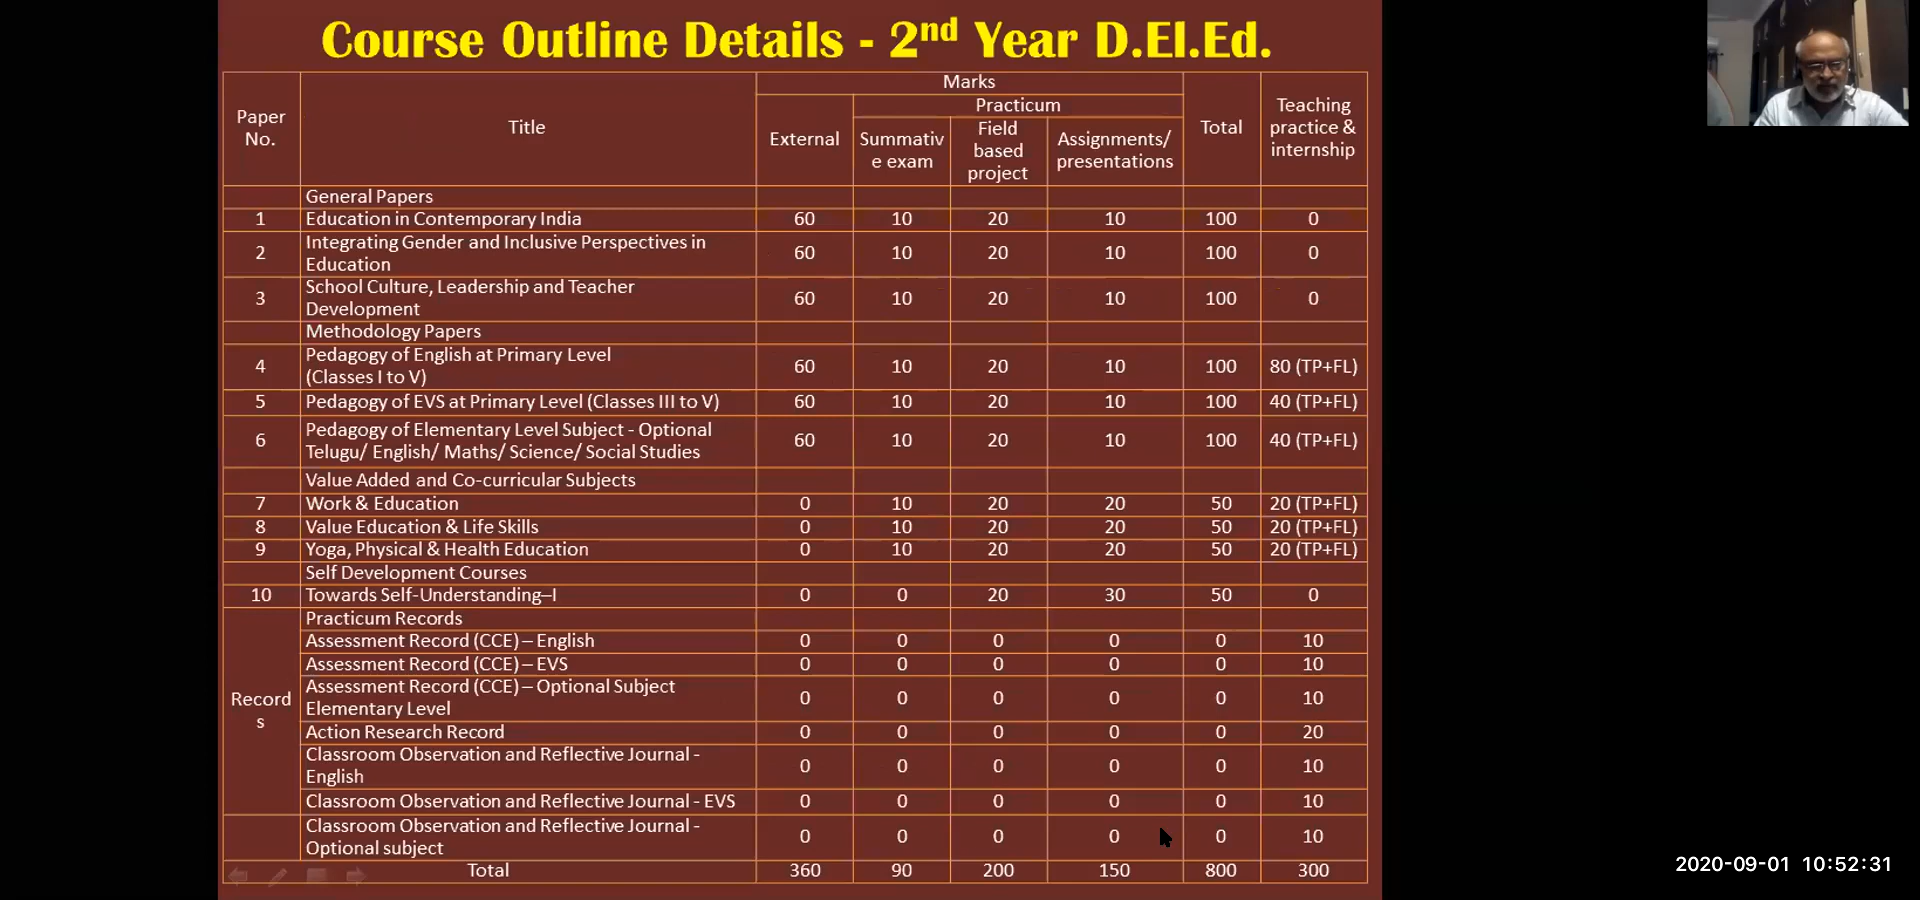 Course Outline Details - 2nd Year D.El.Ed.
Paper No. Title Marks Total Teaching practice & internship
External Practicum
Summativ e exam Field based project Assignments/ presentations
General Papers
1 Education in Contemporary India 60 10 20 10 100 0
2 Integrating Gender and Inclusive Perspectives in Education 60 10 20 10 100 0
3 School Culture, Leadership and Teacher Development 60 10 20 10 100 0
Methodology Papers
4 Pedagogy of English at Primary Level (Classes I to V) 60 10 20 10 100 80 (TP+FL)
5 Pedagogy of EVS at Primary Level (Classes III to V) 60 10 20 10 100 40 (TP+FL)
6 Pedagogy of Elementary Level Subject - Optional Telugu/ English/ Maths/ Science/ Social Studies 60 10 20 10 100 40 (TP+FL)
Value Added and Co-curricular Subjects
7 Work & Education 0 10 20 20 50 20 (TP+FL)
8 Value Education & Life Skills 0 10 20 20 50 20 (TP+FL)
9 Yoga, Physical & Health Education 0 10 20 20 50 20 (TP+FL)
Self Development Courses
10 Towards Self-Understanding–I 0 0 20 30 50 0
Record s
Practicum Records
Assessment Record (CCE) – English 0 0 0 0 0 10
Assessment Record (CCE) – EVS 0 0 0 0 0 10
Assessment Record (CCE) – Optional Subject Elementary Level 0 0 0 0 0 10
Action Research Record 0 0 0 0 0 20
Classroom Observation and Reflective Journal - English 0 0 0 0 0 10
Classroom Observation and Reflective Journal - EVS 0 0 0 0 0 10
Classroom Observation and Reflective Journal - Optional subject 0 0 0 0 0 10
Total 360 90 200 150 800 300
2020-09-01 10:52:31